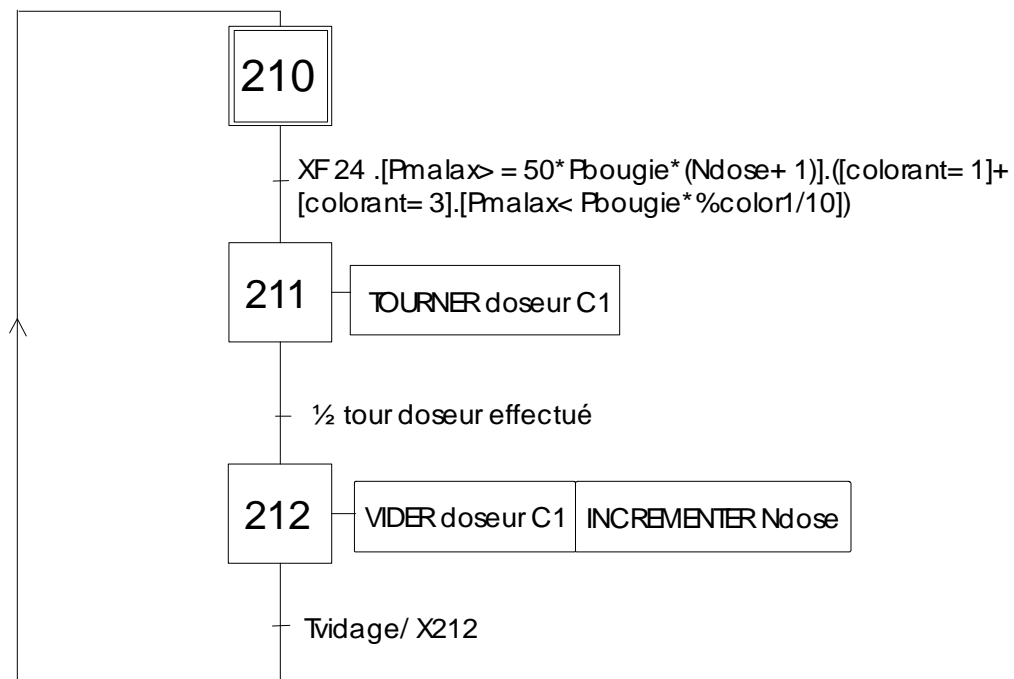 210
XF24 .[Pmalax>=50*Pbougie*(Ndose+1)].([colorant=1]+
[colorant=3].[Pmalax<Pbougie*%color1/10])
211
TOURNER doseur C1
½ tour doseur effectué
212
VIDER doseur C1
INCREMENTER Ndose
Tvidage/ X212